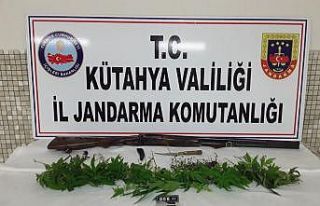 T.C.
KÜTAHYA VALİLİĞİ
İL JANDARMA KOMUTANLIĞI